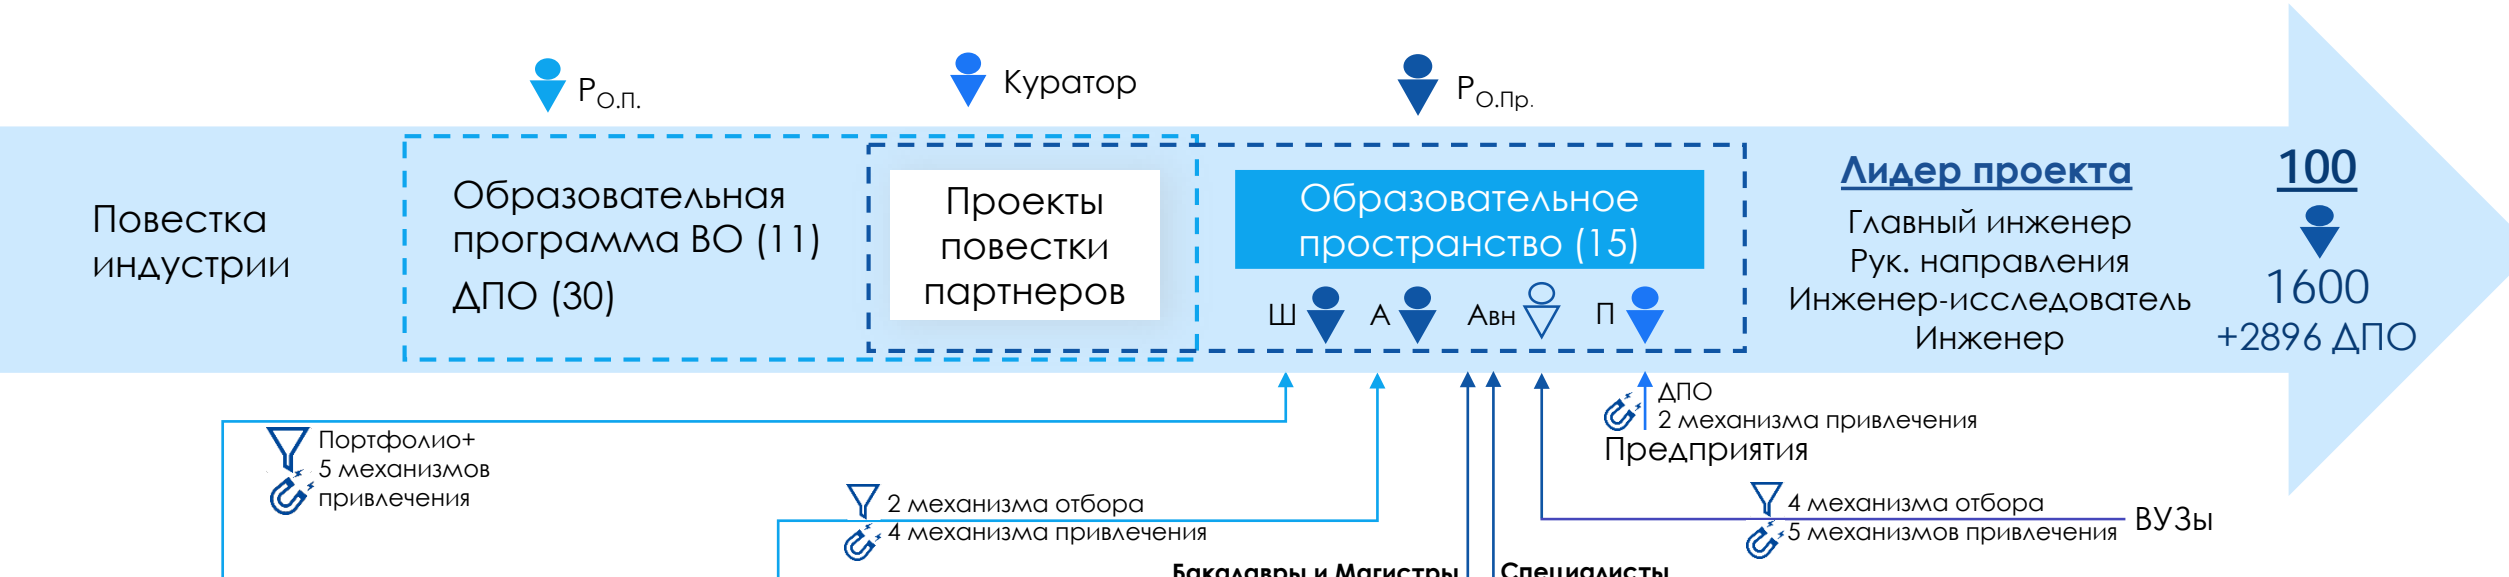 Р О.П.
Куратор
Р О.Пр.
Повестка
индустрии
Образовательная
программа ВО (11)
ДПО (30)
Проекты
повестки
партнеров
Образовательное
пространство (15)
Ш
А
Авн
П
Лидер проекта
Главный инженер
Рук. направления
Инженер-исследователь
Инженер
100
1600
+2896 ДПО
ДПО
2 механизма привлечения
Предприятия
Портфолио+
5 механизмов
привлечения
2 механизма отбора
4 механизма привлечения
4 механизма отбора
5 механизмов привлечения
ВУЗы
Бакалавры и Магистры
Специалисты